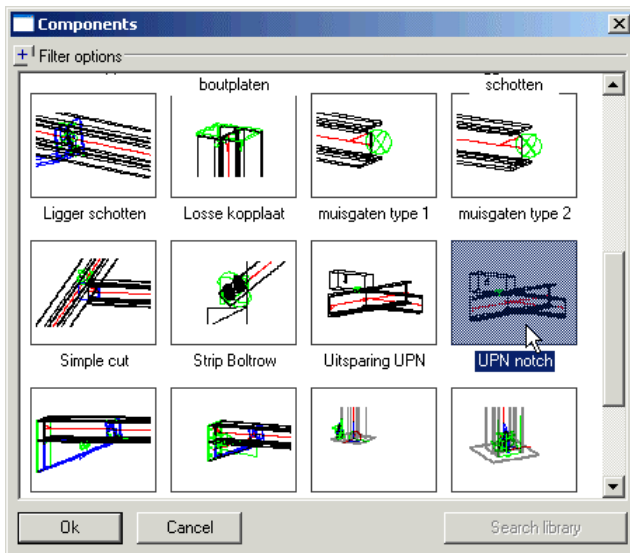 Components
Filter options
boutplaten
schotten
Ligger schotten
Losse kopplaat
muisgaten type 1
muisgaten type 2
Simple cut
Strip Boltrow
Uitsparing UPN
UPN notch
Ok
Cancel
Search library